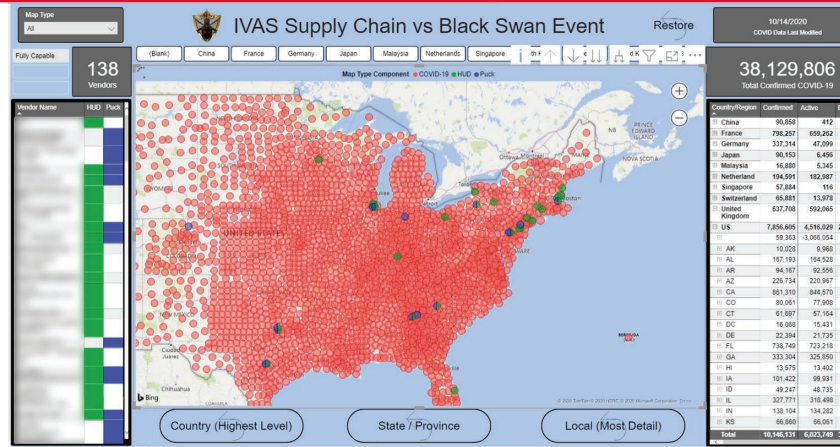 Map Type
All
IVAS Supply Chain vs Black Swan Event
Restore
10/14/2020
COVID Data Last Modified
Fully Capable
138
Vendors
(Blank)
China
France
Germany
Japan
Malaysia
Netherlands
Singapore
38,129,806
Total Confirmed COVID-19
Map Type Component COVID-19 HUD Puck
Vendor Name HUD Puck
Country/Region Confirmed Active
China 90,858 412
France 798,257 659,262
Germany 337,314 47,099
Japan 90,153 6,456
Malaysia 16,880 5,345
Netherland 194,591 182,987
Singapore 57,884 116
Switzerland 65,881 13,978
United Kingdom 637,708 592,065
US 7,856,605 4,516,029
59,363 -3,066,054
AK 10,028 9,968
AL 167,193 164,528
AR 94,167 92,556
AZ 226,734 220,967
CA 861,310 844,570
CO 80,061 77,908
CT 61,697 57,164
DC 16,068 15,431
DE 22,394 21,735
FL 738,749 723,218
GA 333,304 325,850
HI 13,575 13,402
IA 101,422 99,931
ID 49,247 48,735
IL 327,771 318,498
IN 138,104 134,282
KS 66,860 66,083
Total 10,146,131 6,023,749
PRINCE EDWARD ISLAND
NB
NOVA SCOTIA
Ottawa
Montreal
Boston
UNITED STATES
NEW MEXICO
Ciudad Juárez
Chihuahua
Bing
Country (Highest Level)
State / Province
Local (Most Detail)